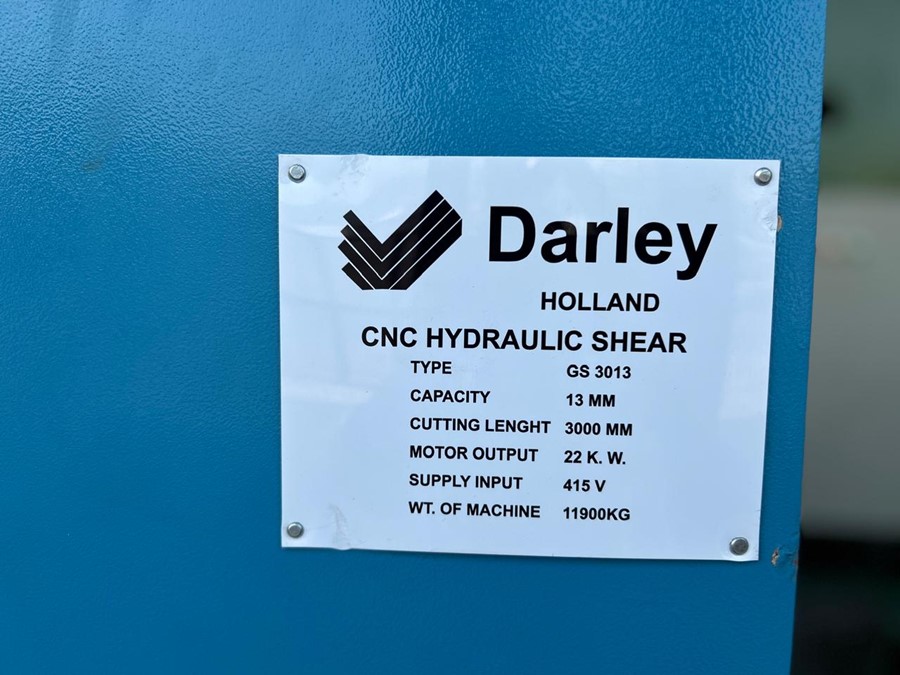 Darley
HOLLAND
CNC HYDRAULIC SHEAR
TYPE GS 3013
CAPACITY 13 MM
CUTTING LENGHT 3000 MM
MOTOR OUTPUT 22 K. W.
SUPPLY INPUT 415 V
WT. OF MACHINE 11900KG